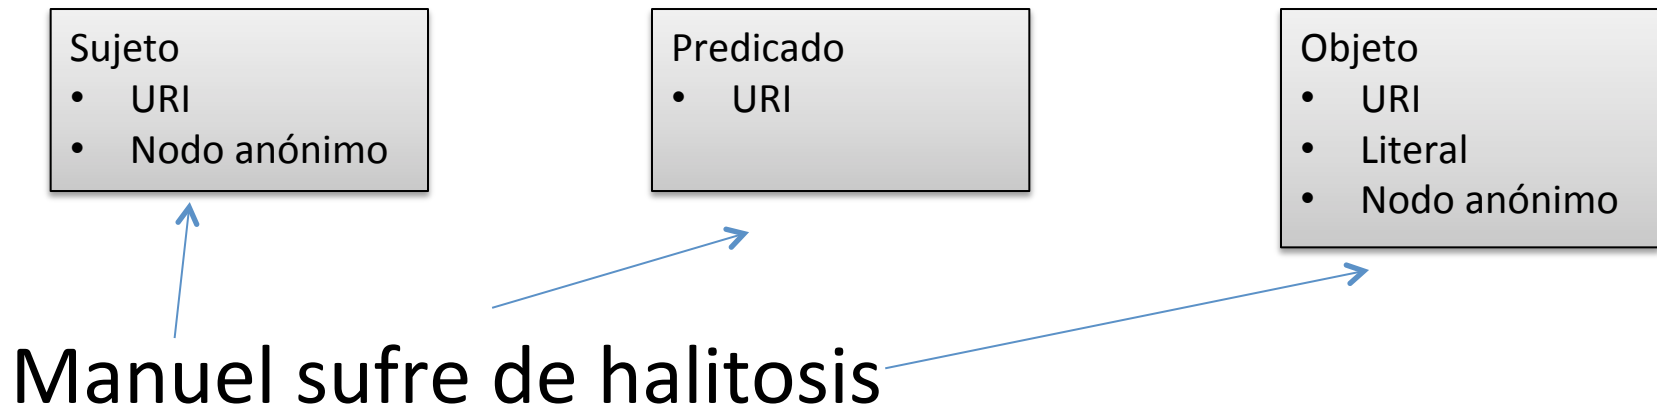 Sujeto
• URI
• Nodo anónimo
Predicado
• URI
Objeto
• URI
• Literal
• Nodo anónimo
Manuel sufre de halitosis